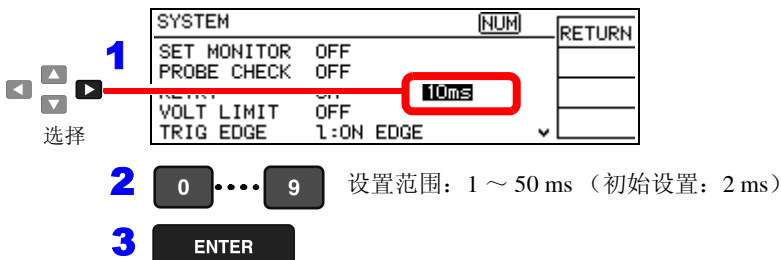 SYSTEM NUM RETURN
1
SET MONITOR OFF
PROBE CHECK OFF
10ms
VOLT LIMIT OFF
TRIG EDGE ꇅ:ON EDGE
选择
2 0 9 设置范围：1 ～ 50 ms （初始设置：2 ms）
3 ENTER